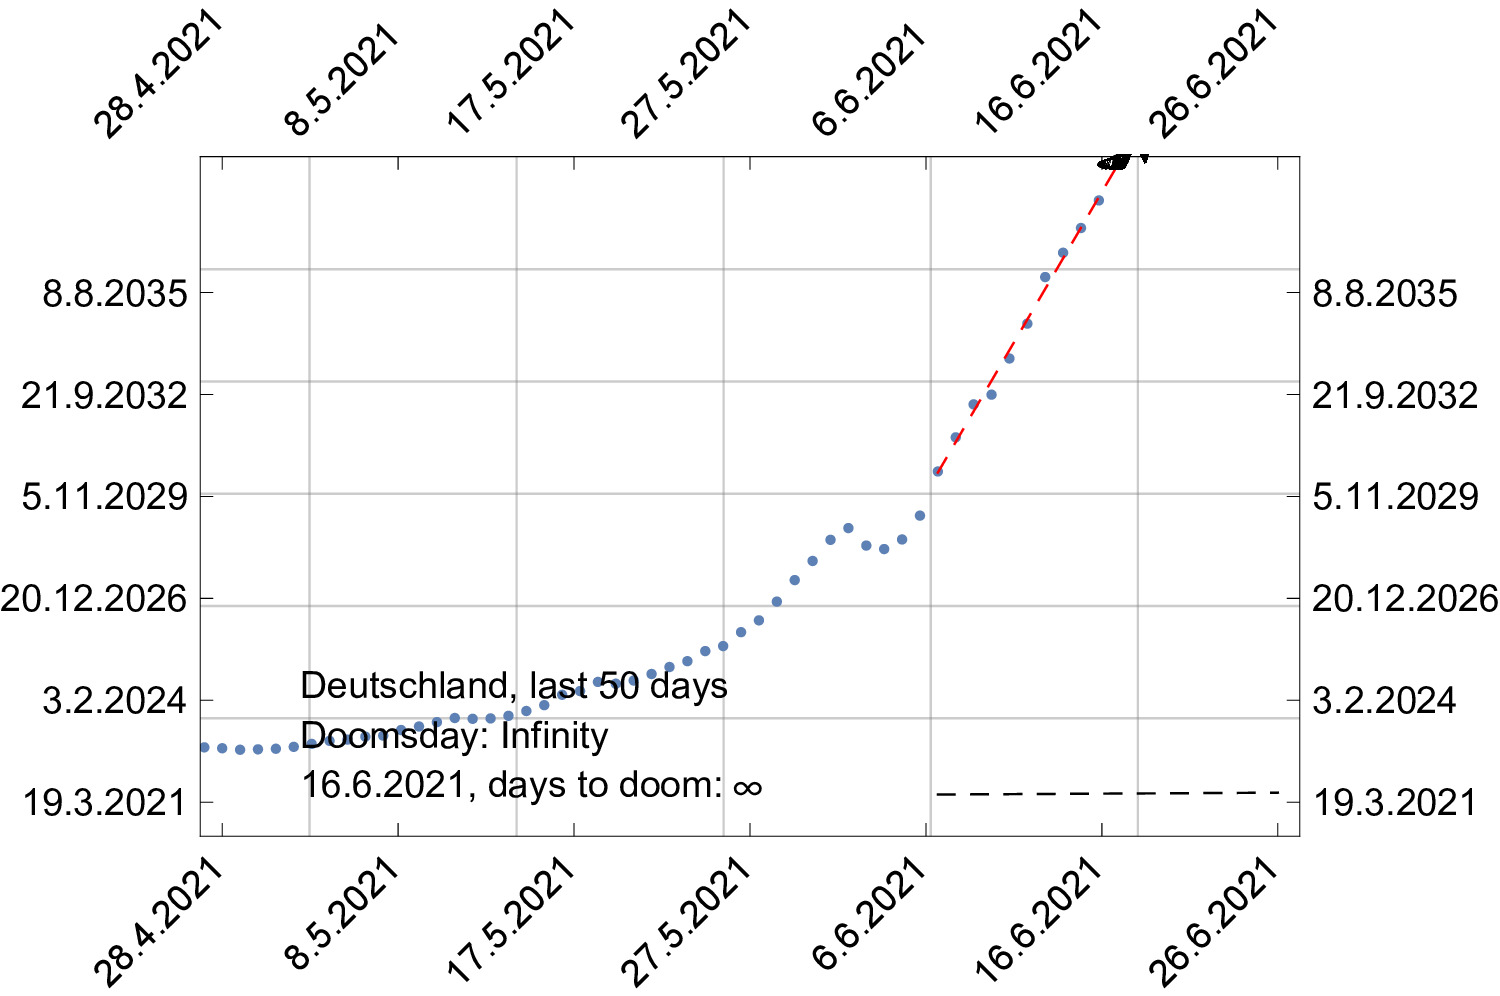 28.4.2021 8.5.2021 17.5.2021 27.5.2021 6.6.2021 16.6.2021 26.6.2021
8.8.2035 8.8.2035
21.9.2032 21.9.2032
5.11.2029 5.11.2029
20.12.2026 20.12.2026
Deutschland, last 50 days
3.2.2024 3.2.2024
Doomsday: Infinity
16.6.2021, days to doom: ∞
19.3.2021 19.3.2021
28.4.2021 8.5.2021 17.5.2021 27.5.2021 6.6.2021 16.6.2021 26.6.2021